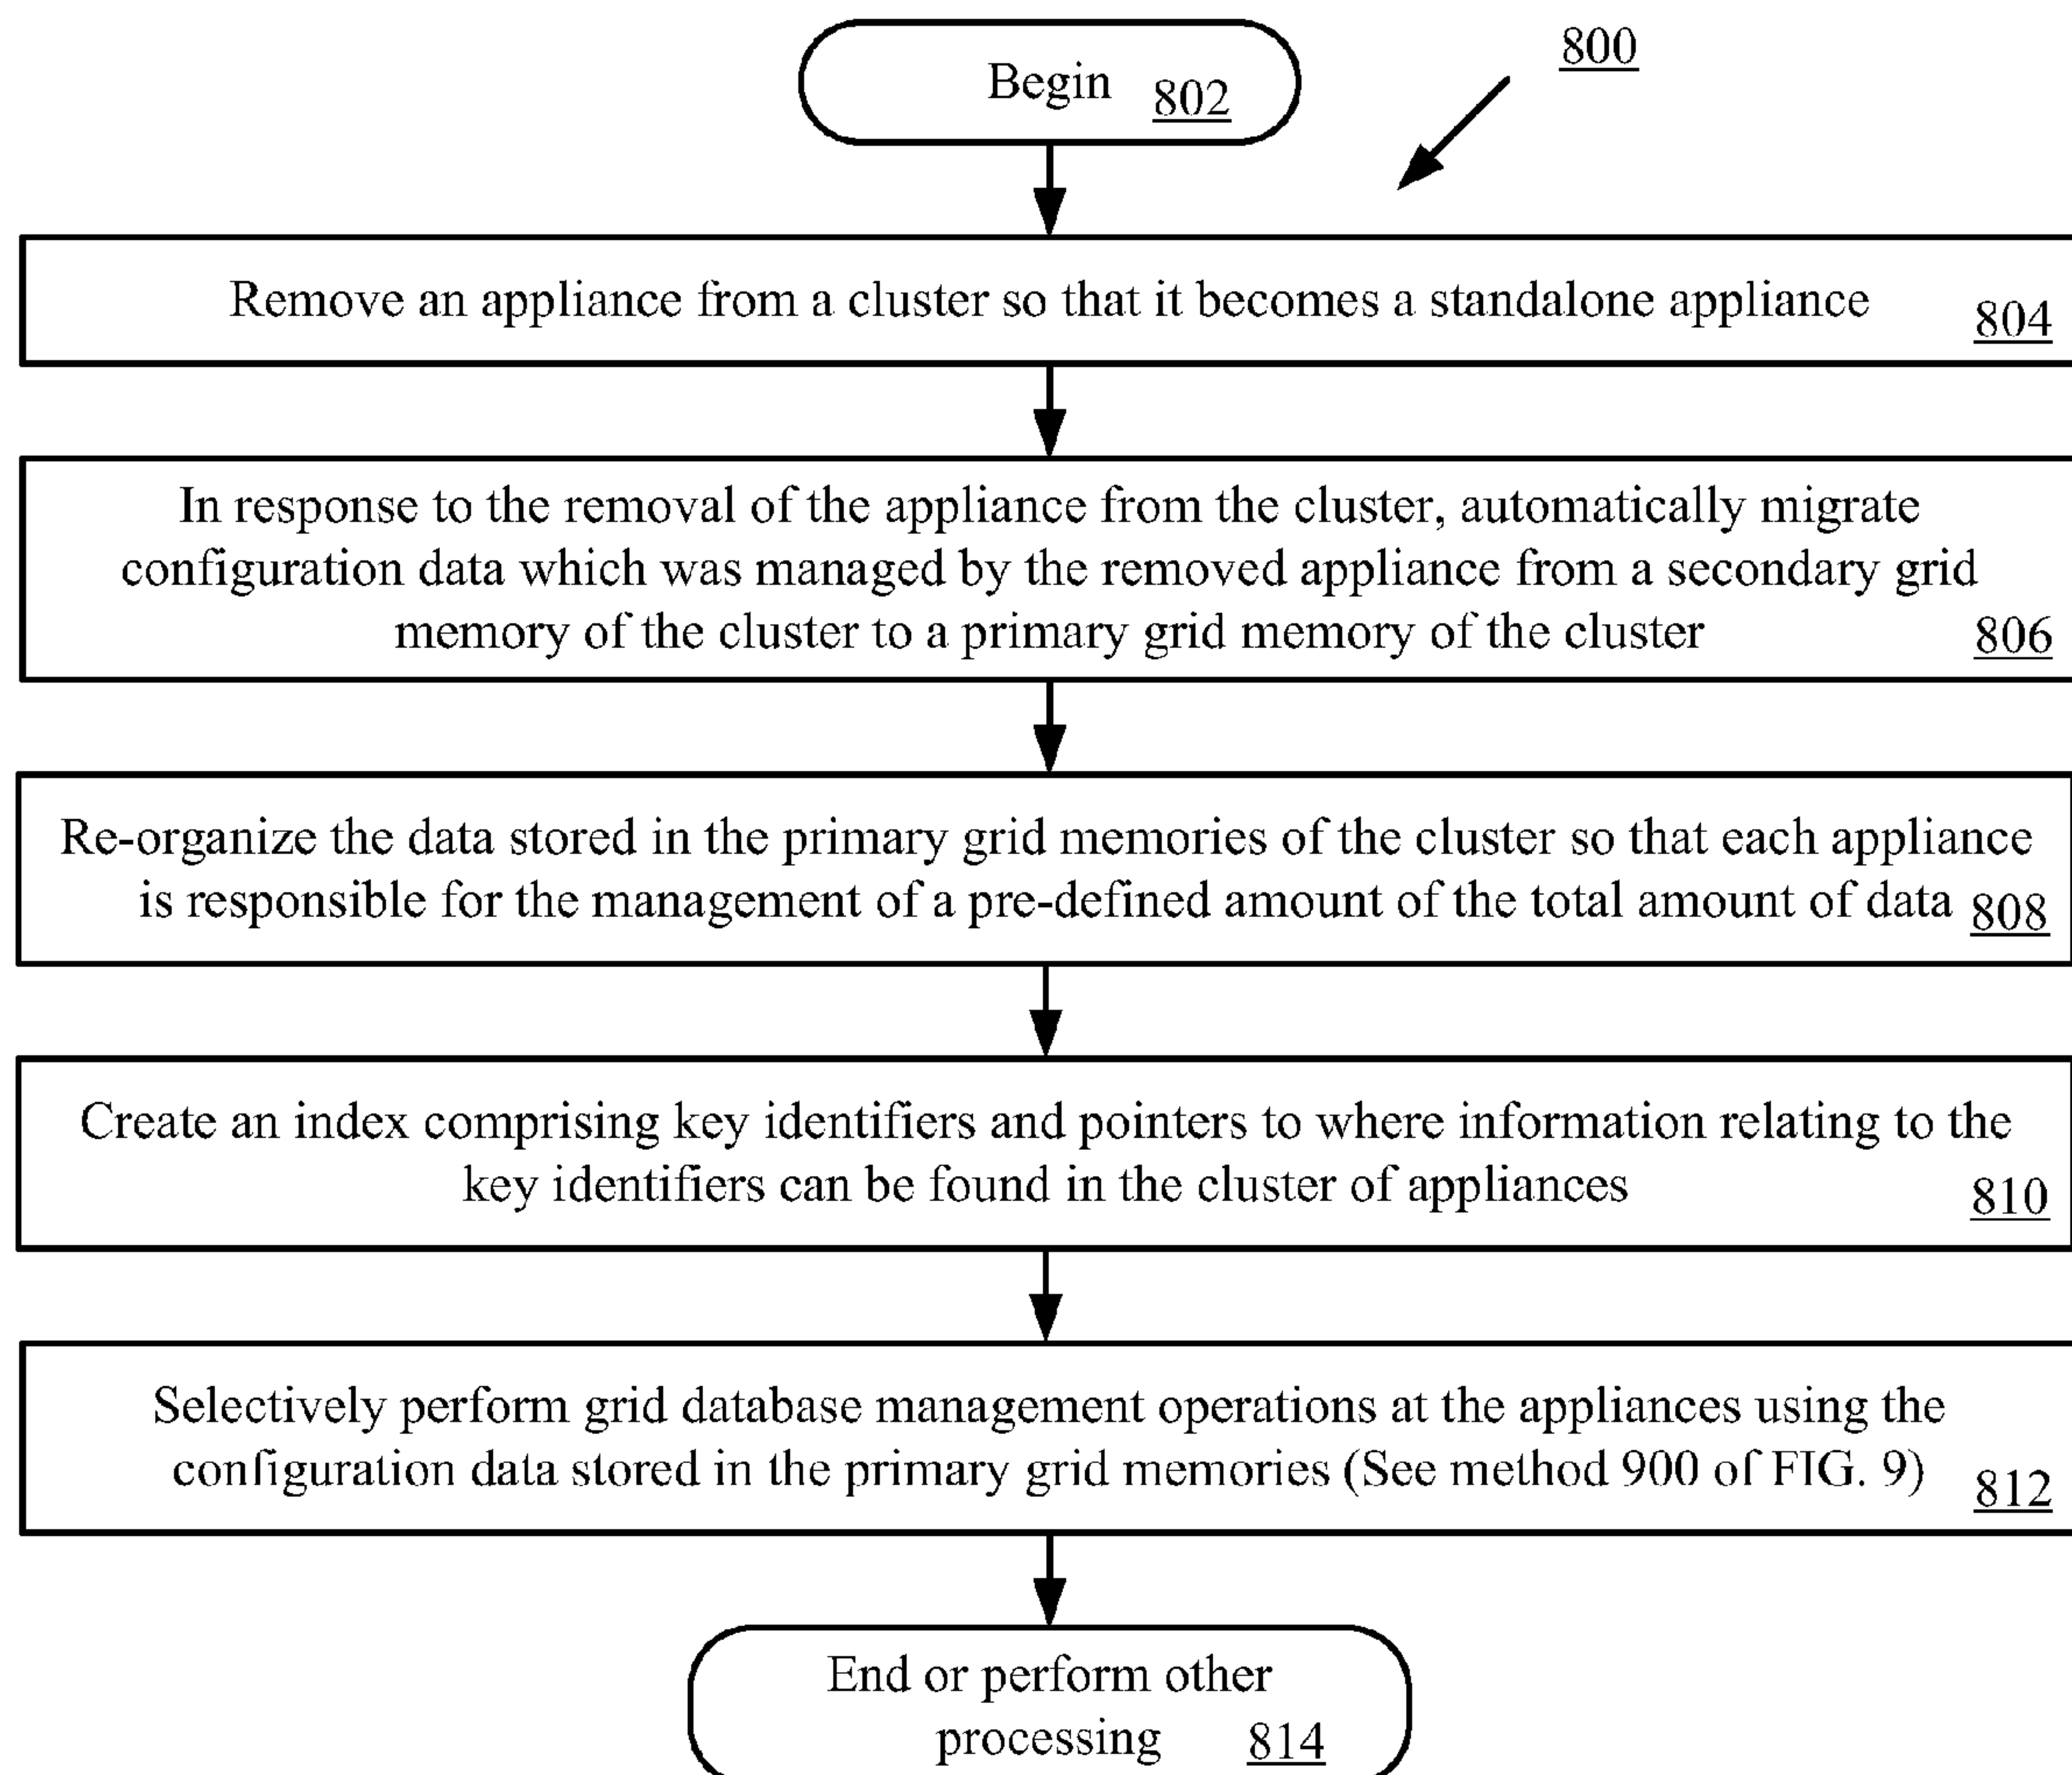 800
Begin 802
Remove an appliance from a cluster so that it becomes a standalone appliance 804
In response to the removal of the appliance from the cluster, automatically migrate
configuration data which was managed by the removed appliance from a secondary grid
memory of the cluster to a primary grid memory of the cluster 806
Re-organize the data stored in the primary grid memories of the cluster so that each appliance
is responsible for the management of a pre-defined amount of the total amount of data 808
Create an index comprising key identifiers and pointers to where information relating to the
key identifiers can be found in the cluster of appliances 810
Selectively perform grid database management operations at the appliances using the
configuration data stored in the primary grid memories (See method 900 of FIG. 9) 812
End or perform other
processing 814